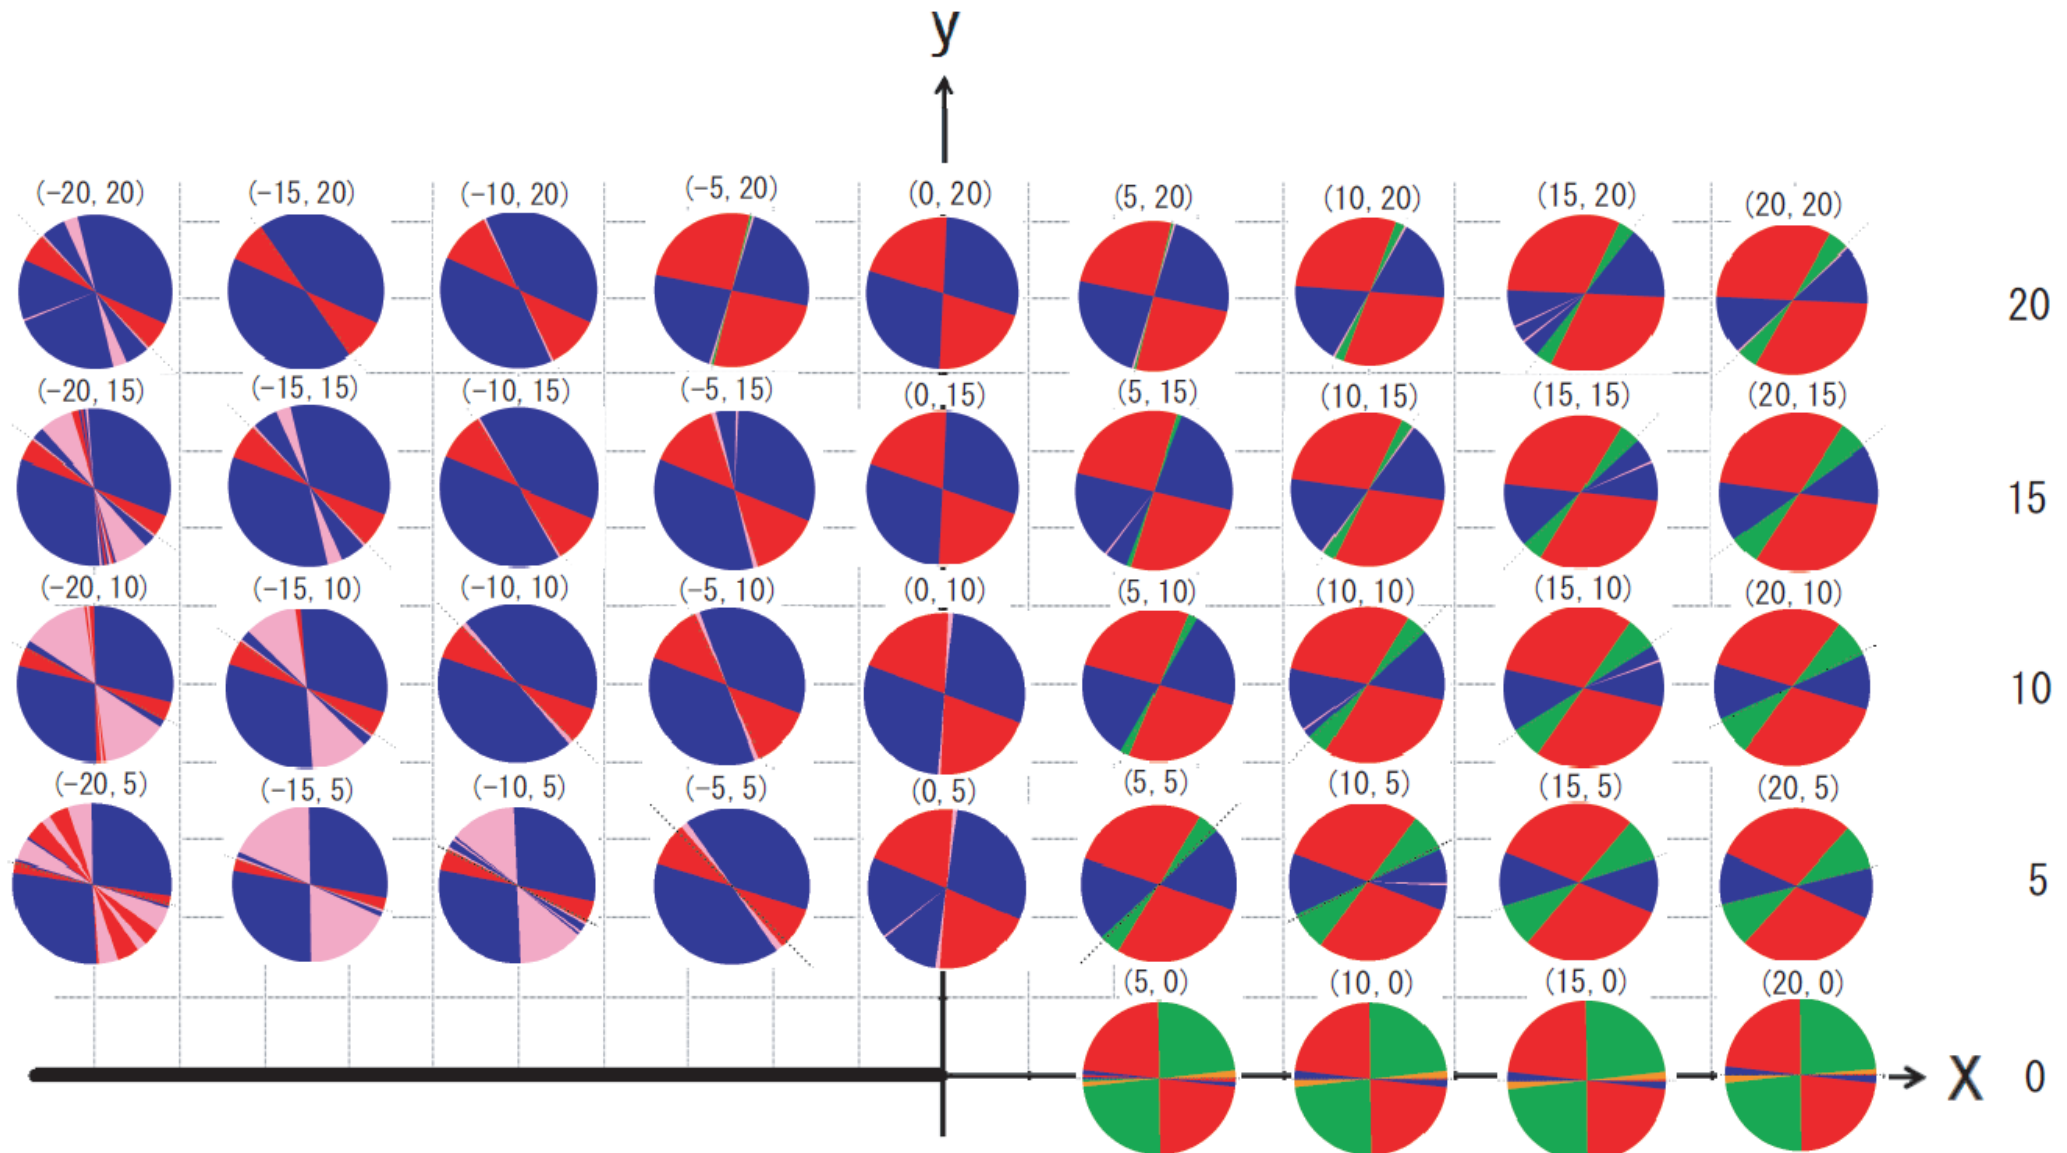 y
(-20, 20) (-15, 20) (-10, 20) (-5, 20) (0, 20) (5, 20) (10, 20) (15, 20) (20, 20)
20
(-20, 15) (-15, 15) (-10, 15) (-5, 15) (0, 15) (5, 15) (10, 15) (15, 15) (20, 15)
15
(-20, 10) (-15, 10) (-10, 10) (-5, 10) (0, 10) (5, 10) (10, 10) (15, 10) (20, 10)
10
(-20, 5) (-15, 5) (-10, 5) (-5, 5) (0, 5) (5, 5) (10, 5) (15, 5) (20, 5)
5
(5, 0) (10, 0) (15, 0) (20, 0)
X 0